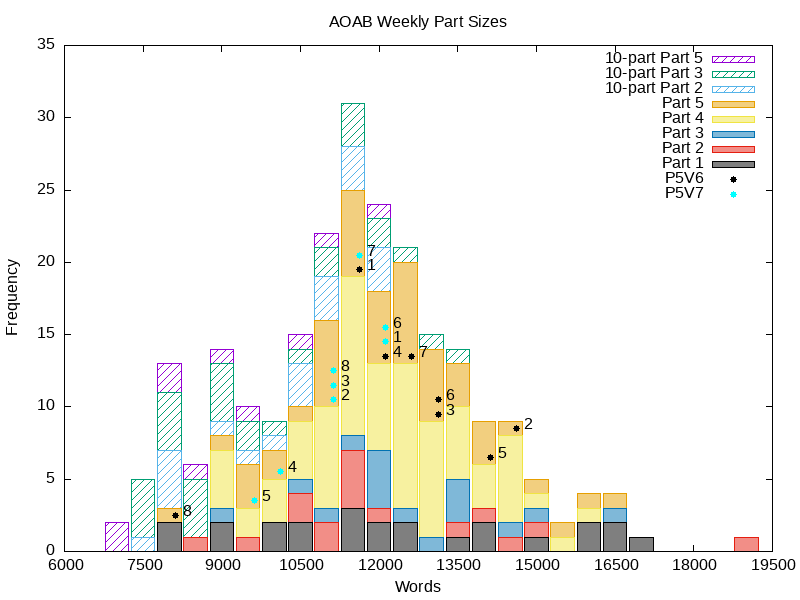 AOAB Weekly Part Sizes
35
30
25
20
15
10
5
0
Frequency
10-part Part 5
10-part Part 3
10-part Part 2
Part 5
Part 4
Part 3
Part 2
Part 1
P5V6
P5V7
7
1
6
1
4
7
8
3
2
6
3
2
5
4
5
8
6000
7500
9000
10500
12000
13500
15000
16500
18000
19500
Words